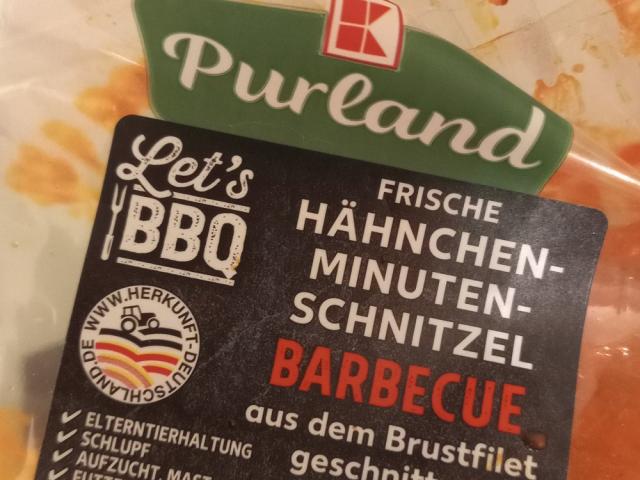 K
Purland
Let's
BBQ
FRISCHE
HÄHNCHEN-
MINUTEN-
SCHNITZEL
BARBECUE
aus dem Brustfilet
WWW.HERKUNFT-DEUTSCHLAND.DE
ELTERNTIERHALTUNG
SCHLUPF
AUFZUCHT, MAST